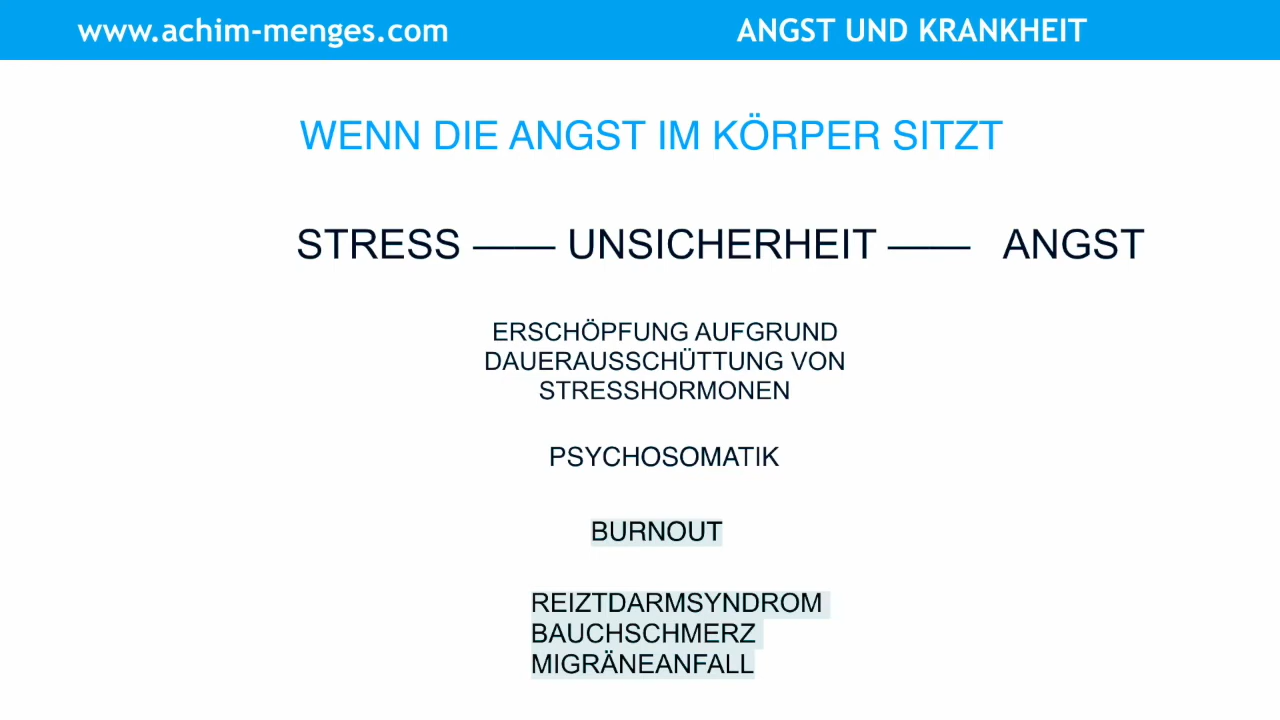 www.achim-menges.com ANGST UND KRANKHEIT
WENN DIE ANGST IM KÖRPER SITZT
STRESS —— UNSICHERHEIT —— ANGST
ERSCHÖPFUNG AUFGRUND
DAUERAUSSCHÜTTUNG VON
STRESSHORMONEN
PSYCHOSOMATIK
BURNOUT
REIZTDARMSYNDROM
BAUCHSCHMERZ
MIGRÄNEANFALL